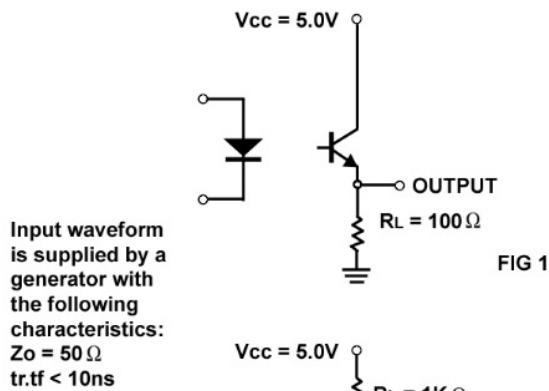 Vcc = 5.0V
OUTPUT
RL = 100Ω
FIG 1
Input waveform
is supplied by a
generator with
the following
characteristics:
Zo = 50Ω
tr.tf < 10ns
Vcc = 5.0V
RL = 1KΩ